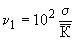 ν₁ = 10² σ/K̅